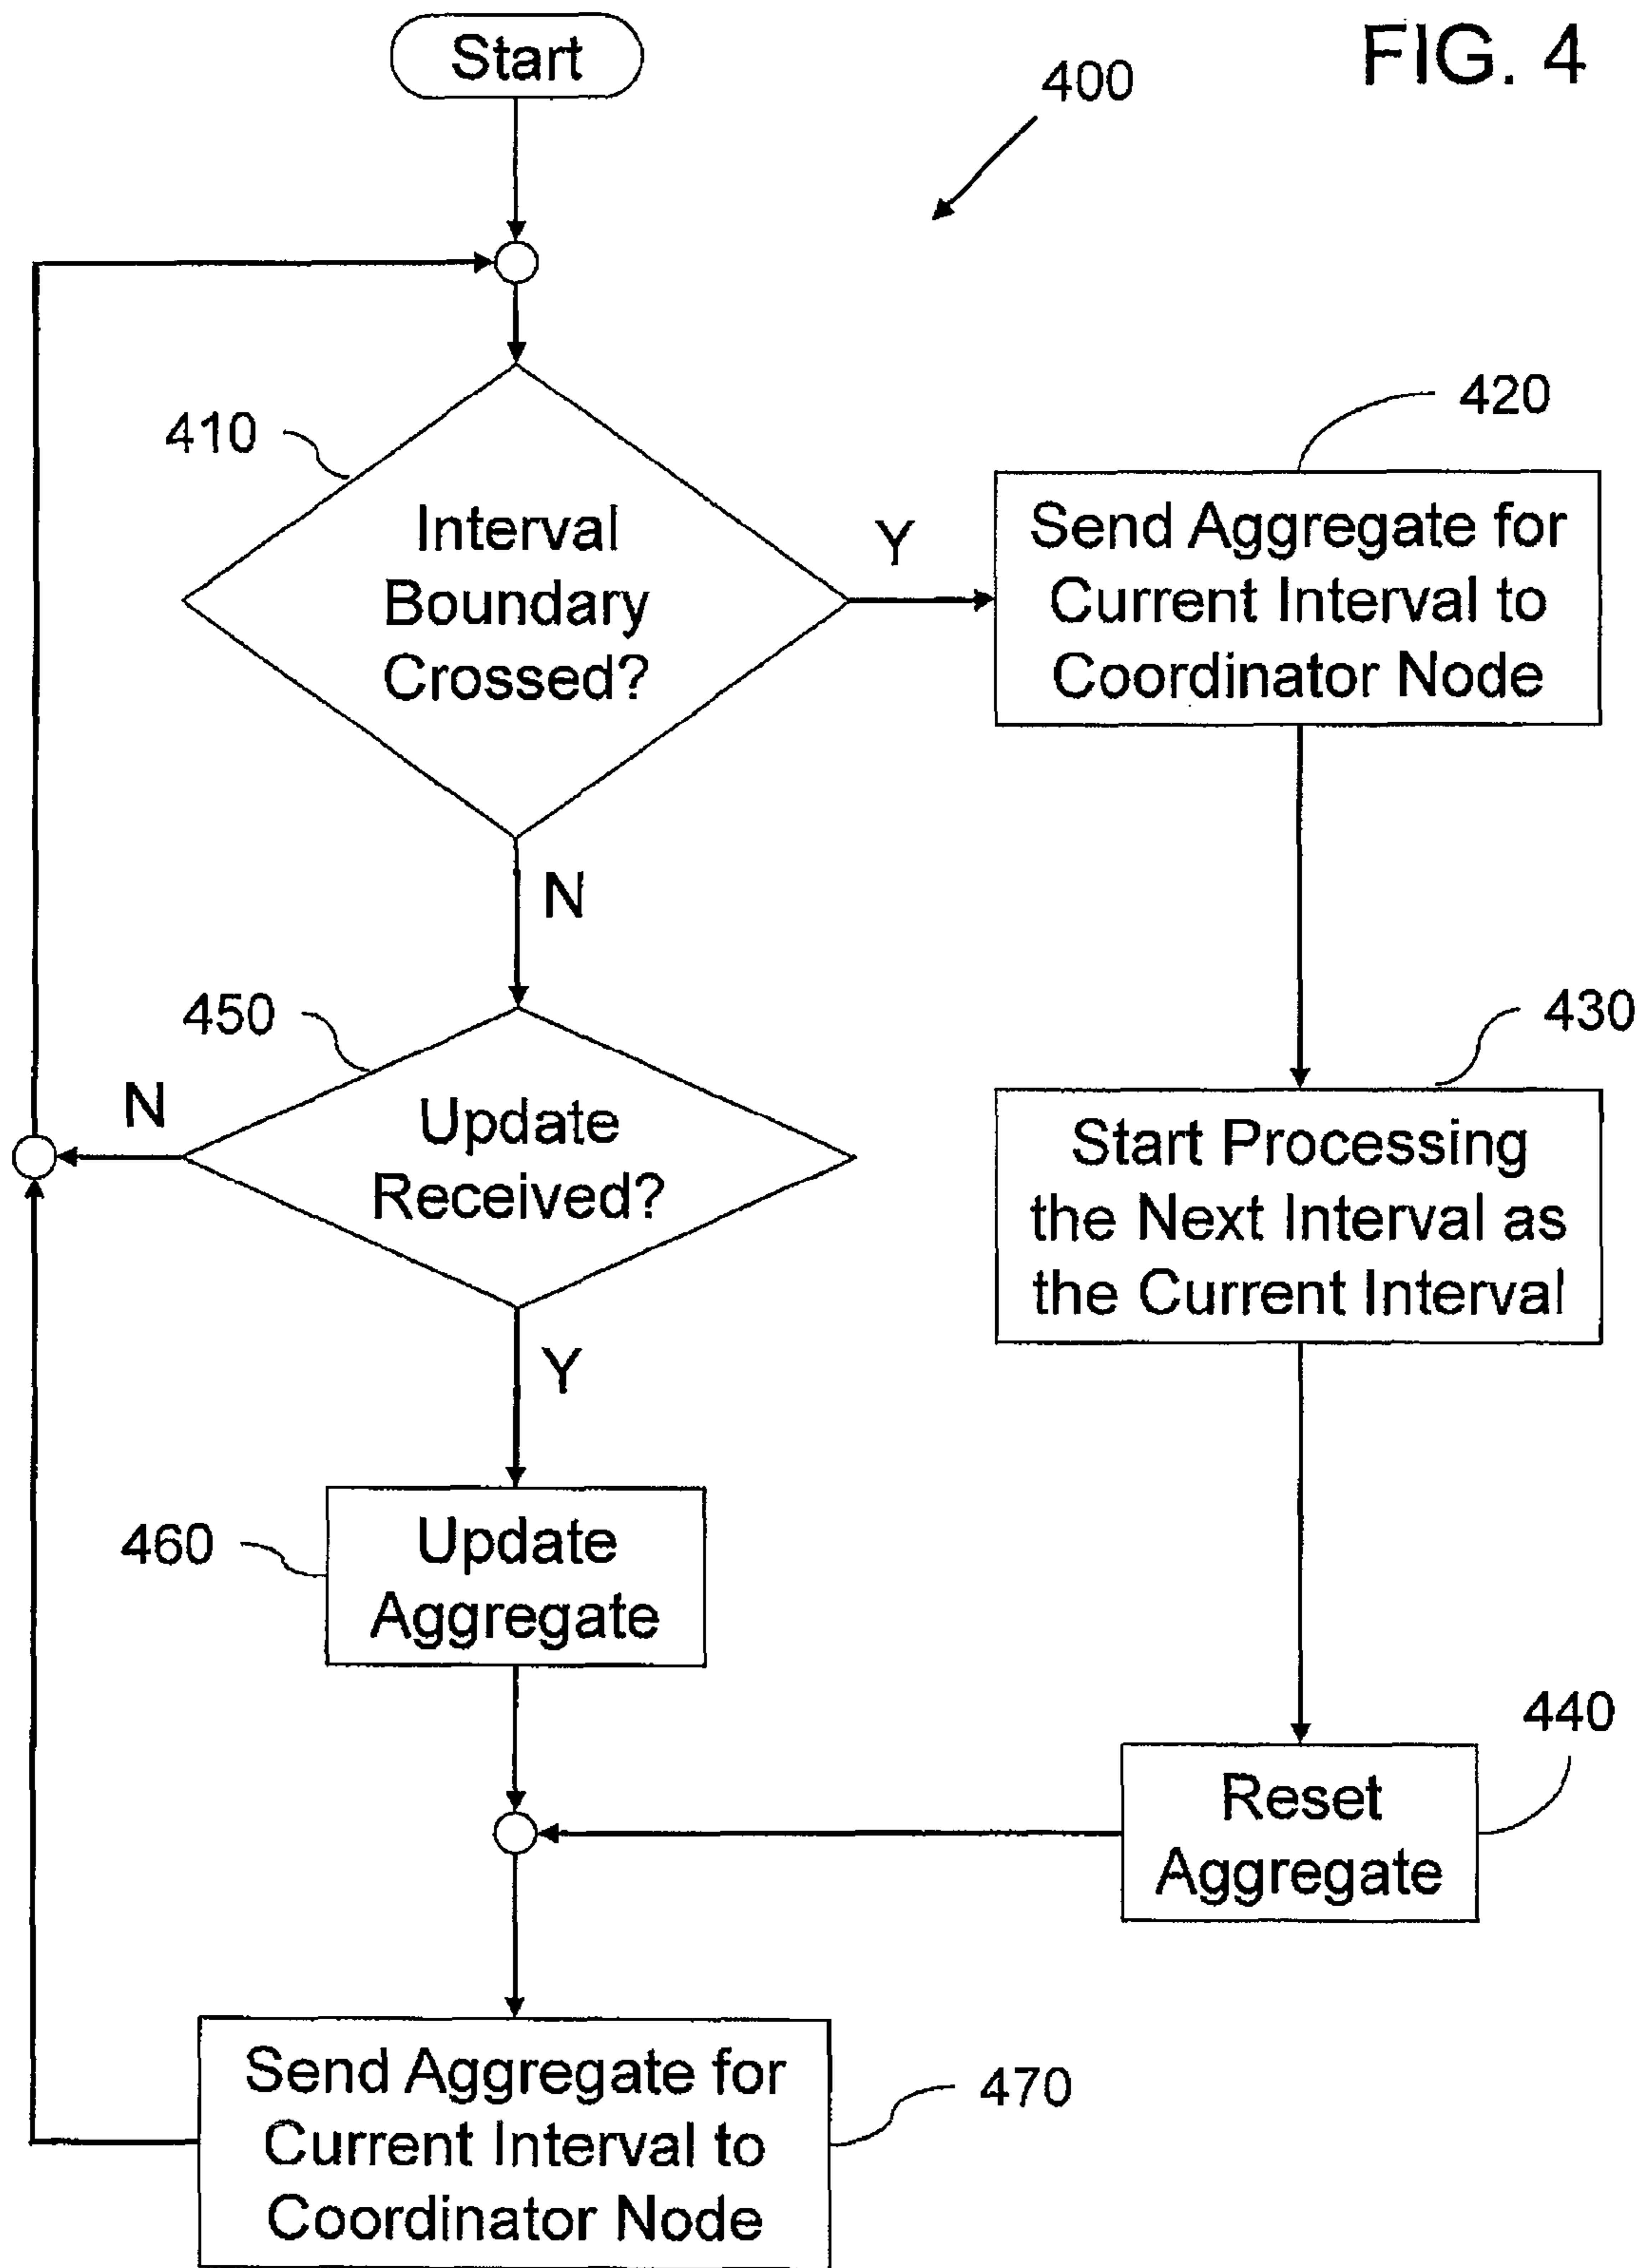 FIG. 4
Start
400
410
Interval
Boundary
Crossed?
Y
420
Send Aggregate for
Current Interval to
Coordinator Node
N
450
Update
Received?
N
430
Start Processing
the Next Interval as
the Current Interval
Y
460
Update
Aggregate
440
Reset
Aggregate
Send Aggregate for
Current Interval to
Coordinator Node
470